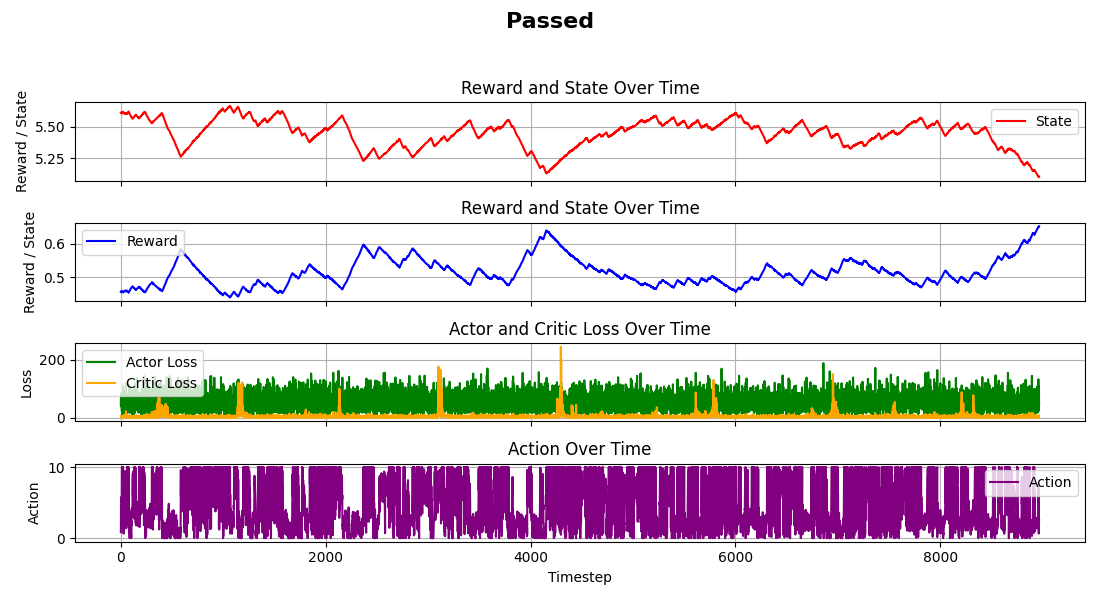 Passed
Reward and State Over Time
Reward / State
5.50
5.25
State
Reward and State Over Time
Reward / State
0.6
0.5
Reward
Actor and Critic Loss Over Time
Loss
200
0
Actor Loss
Critic Loss
Action Over Time
Action
10
0
Action
0
2000
4000
6000
8000
Timestep